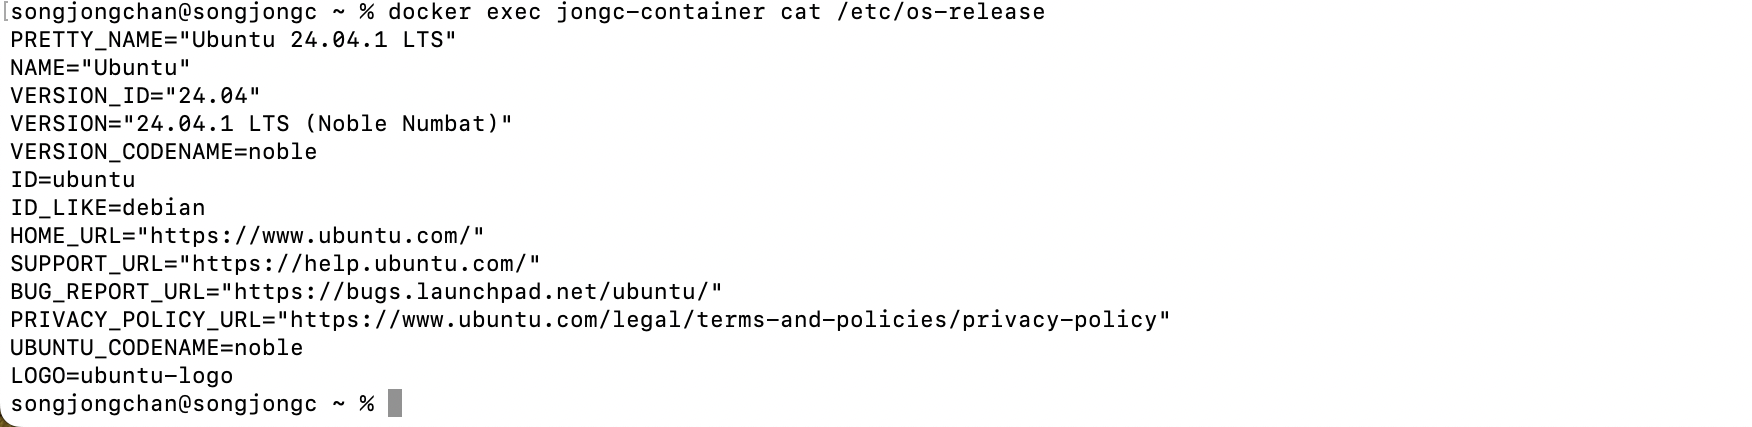 [songjongchan@songjongc ~ % docker exec jongc-container cat /etc/os-release
PRETTY_NAME="Ubuntu 24.04.1 LTS"
NAME="Ubuntu"
VERSION_ID="24.04"
VERSION="24.04.1 LTS (Noble Numbat)"
VERSION_CODENAME=noble
ID=ubuntu
ID_LIKE=debian
HOME_URL="https://www.ubuntu.com/"
SUPPORT_URL="https://help.ubuntu.com/"
BUG_REPORT_URL="https://bugs.launchpad.net/ubuntu/"
PRIVACY_POLICY_URL="https://www.ubuntu.com/legal/terms-and-policies/privacy-policy"
UBUNTU_CODENAME=noble
LOGO=ubuntu-logo
songjongchan@songjongc ~ %